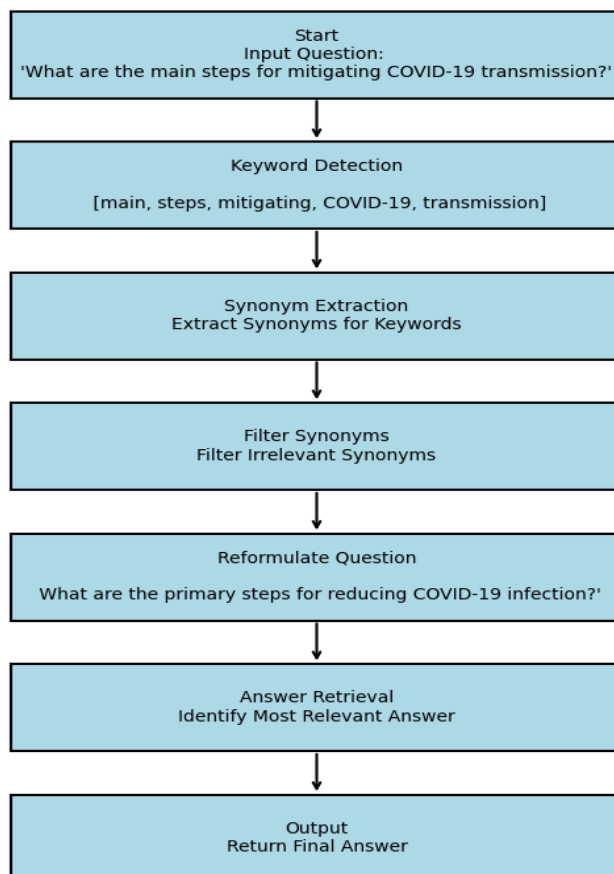 Start
Input Question:
'What are the main steps for mitigating COVID-19 transmission?'
Keyword Detection
[main, steps, mitigating, COVID-19, transmission]
Synonym Extraction
Extract Synonyms for Keywords
Filter Synonyms
Filter Irrelevant Synonyms
Reformulate Question
What are the primary steps for reducing COVID-19 infection?'
Answer Retrieval
Identify Most Relevant Answer
Output
Return Final Answer